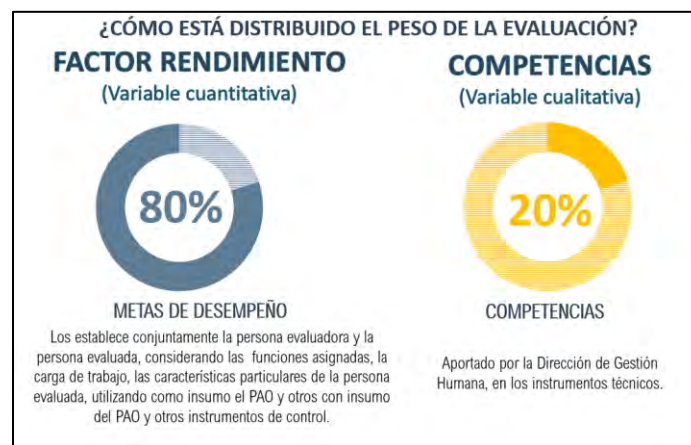 ¿CÓMO ESTÁ DISTRIBUIDO EL PESO DE LA EVALUACIÓN?
FACTOR RENDIMIENTO
(Variable cuantitativa)
80%
METAS DE DESEMPEÑO
Los establece conjuntamente la persona evaluadora y la
persona evaluada, considerando las funciones asignadas, la
carga de trabajo, las características particulares de la persona
evaluada, utilizando como insumo el PAO y otros con insumo
del PAO y otros instrumentos de control.
COMPETENCIAS
(Variable cualitativa)
20%
COMPETENCIAS
Aportado por la Dirección de Gestión
Humana, en los instrumentos técnicos.